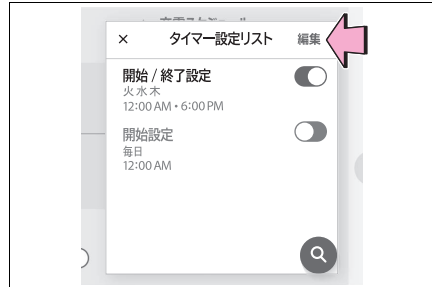 × タイマー設定リスト 編集
開始 / 終了設定
火 水 木
12:00 AM・6:00 PM
開始設定
毎日
12:00 AM